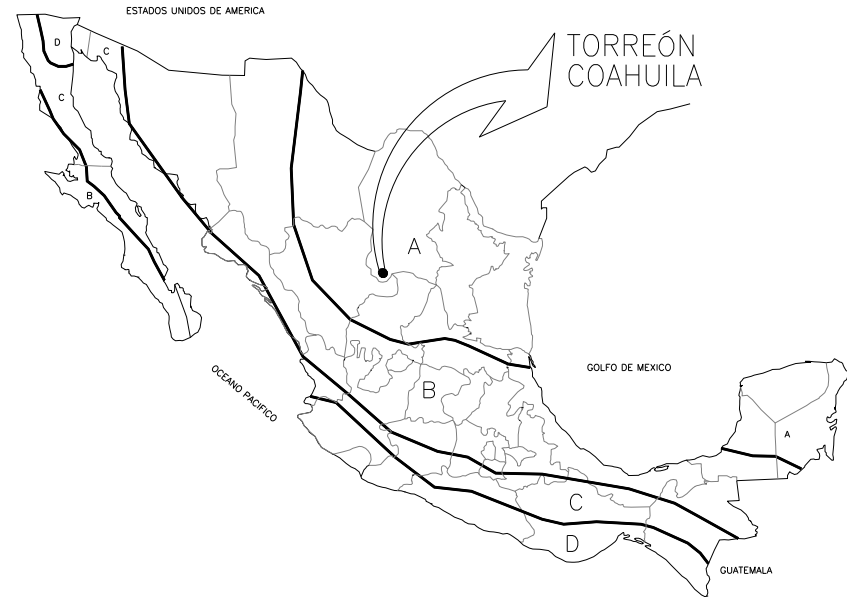 ESTADOS UNIDOS DE AMERICA
TORREÓN
COAHUILA
D
C
C
B
A
GOLFO DE MEXICO
OCEANO PACIFICO
B
A
C
D
GUATEMALA